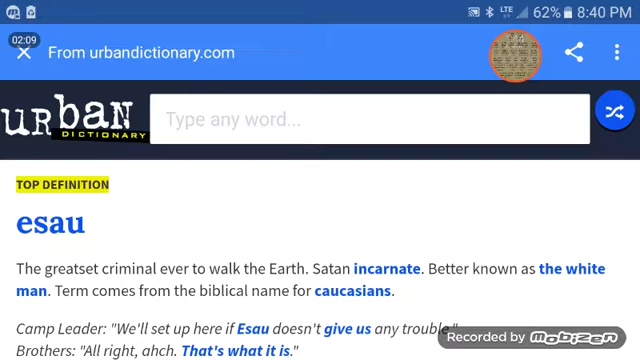 62% 8:40 PM
02:09
From urbandictionary.com
URBAN
DICTIONARY
Type any word...
TOP DEFINITION
esau
The greatset criminal ever to walk the Earth. Satan incarnate. Better known as the white
man. Term comes from the biblical name for caucasians.
Camp Leader: "We'll set up here if Esau doesn't give us any trouble."
Brothers: "All right, ahch. That's what it is."
Recorded by mobizen